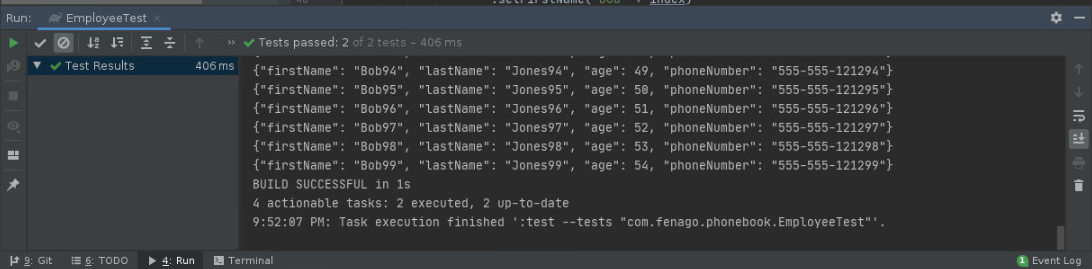 .setFirstName("Bob" + index)
Run: EmployeeTest
» Tests passed: 2 of 2 tests – 406 ms
Test Results 406 ms
{"firstName": "Bob94", "lastName": "Jones94", "age": 49, "phoneNumber": "555-555-121294"}
{"firstName": "Bob95", "lastName": "Jones95", "age": 50, "phoneNumber": "555-555-121295"}
{"firstName": "Bob96", "lastName": "Jones96", "age": 51, "phoneNumber": "555-555-121296"}
{"firstName": "Bob97", "lastName": "Jones97", "age": 52, "phoneNumber": "555-555-121297"}
{"firstName": "Bob98", "lastName": "Jones98", "age": 53, "phoneNumber": "555-555-121298"}
{"firstName": "Bob99", "lastName": "Jones99", "age": 54, "phoneNumber": "555-555-121299"}
BUILD SUCCESSFUL in 1s
4 actionable tasks: 2 executed, 2 up-to-date
9:52:07 PM: Task execution finished ':test --tests "com.fenago.phonebook.EmployeeTest"'.
9: Git 6: TODO 4: Run Terminal 1 Event Log